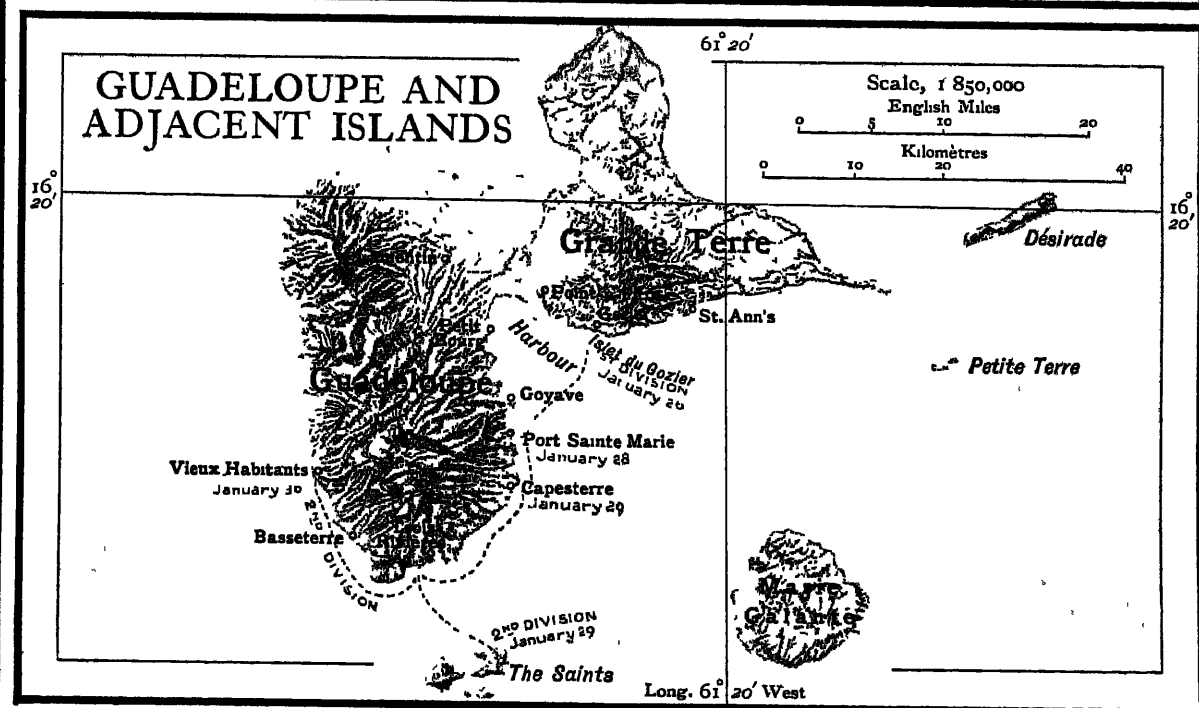 GUADELOUPE AND
ADJACENT ISLANDS
61° 20'
Scale, 1 850,000
English Miles
0 5 10 20
Kilomètres
0 10 20 40
16°
20'
16°
20'
Désirade
Grande Terre
St. Ann's
Petit
Bourg
Harbour
Islet du Gozier
1ST DIVISION
January 26
Petite Terre
Guadeloupe
Goyave
Port Sainte Marie
January 28
Vieux Habitants
January 30
Capesterre
January 29
Basseterre
2ND DIVISION
Marie
Galante
2ND DIVISION
January 29
The Saints
Long. 61° 20' West